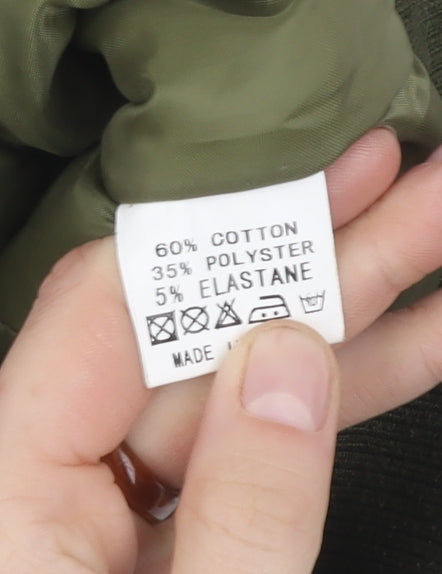 60% COTTON
35% POLYSTER
5% ELASTANE
MADE